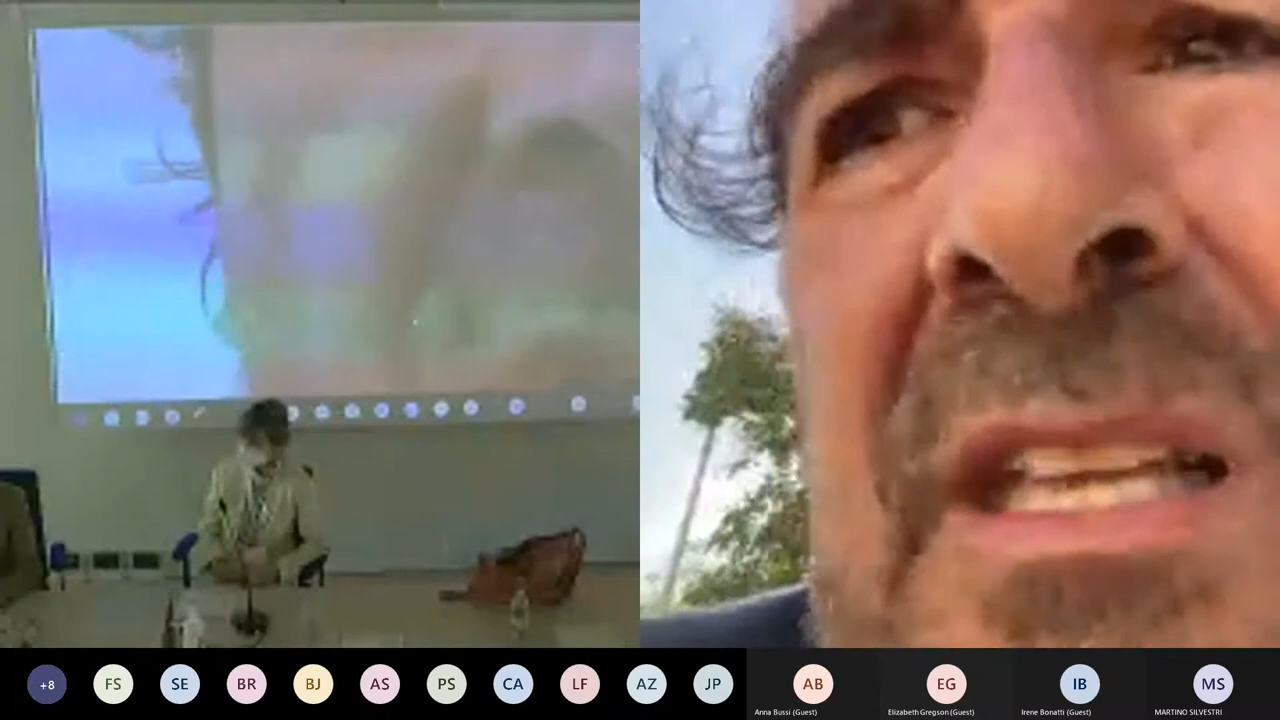 +8
FS
SE
BR
BJ
AS
PS
CA
LF
AZ
JP
AB
EG
IB
MS
Anna Bussi (Guest)
Elizabeth Gregson (Guest)
Irene Bonatti (Guest)
MARTINO SILVESTRI